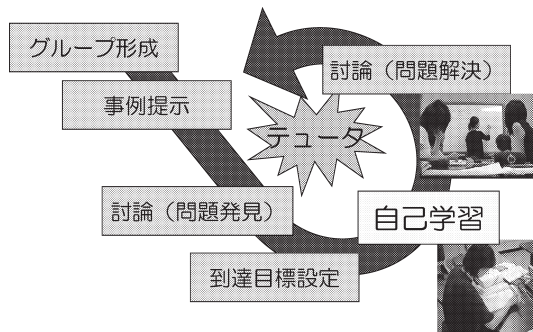 グループ形成
事例提示
討論（問題発見）
到達目標設定
自己学習
討論（問題解決）
テュータ